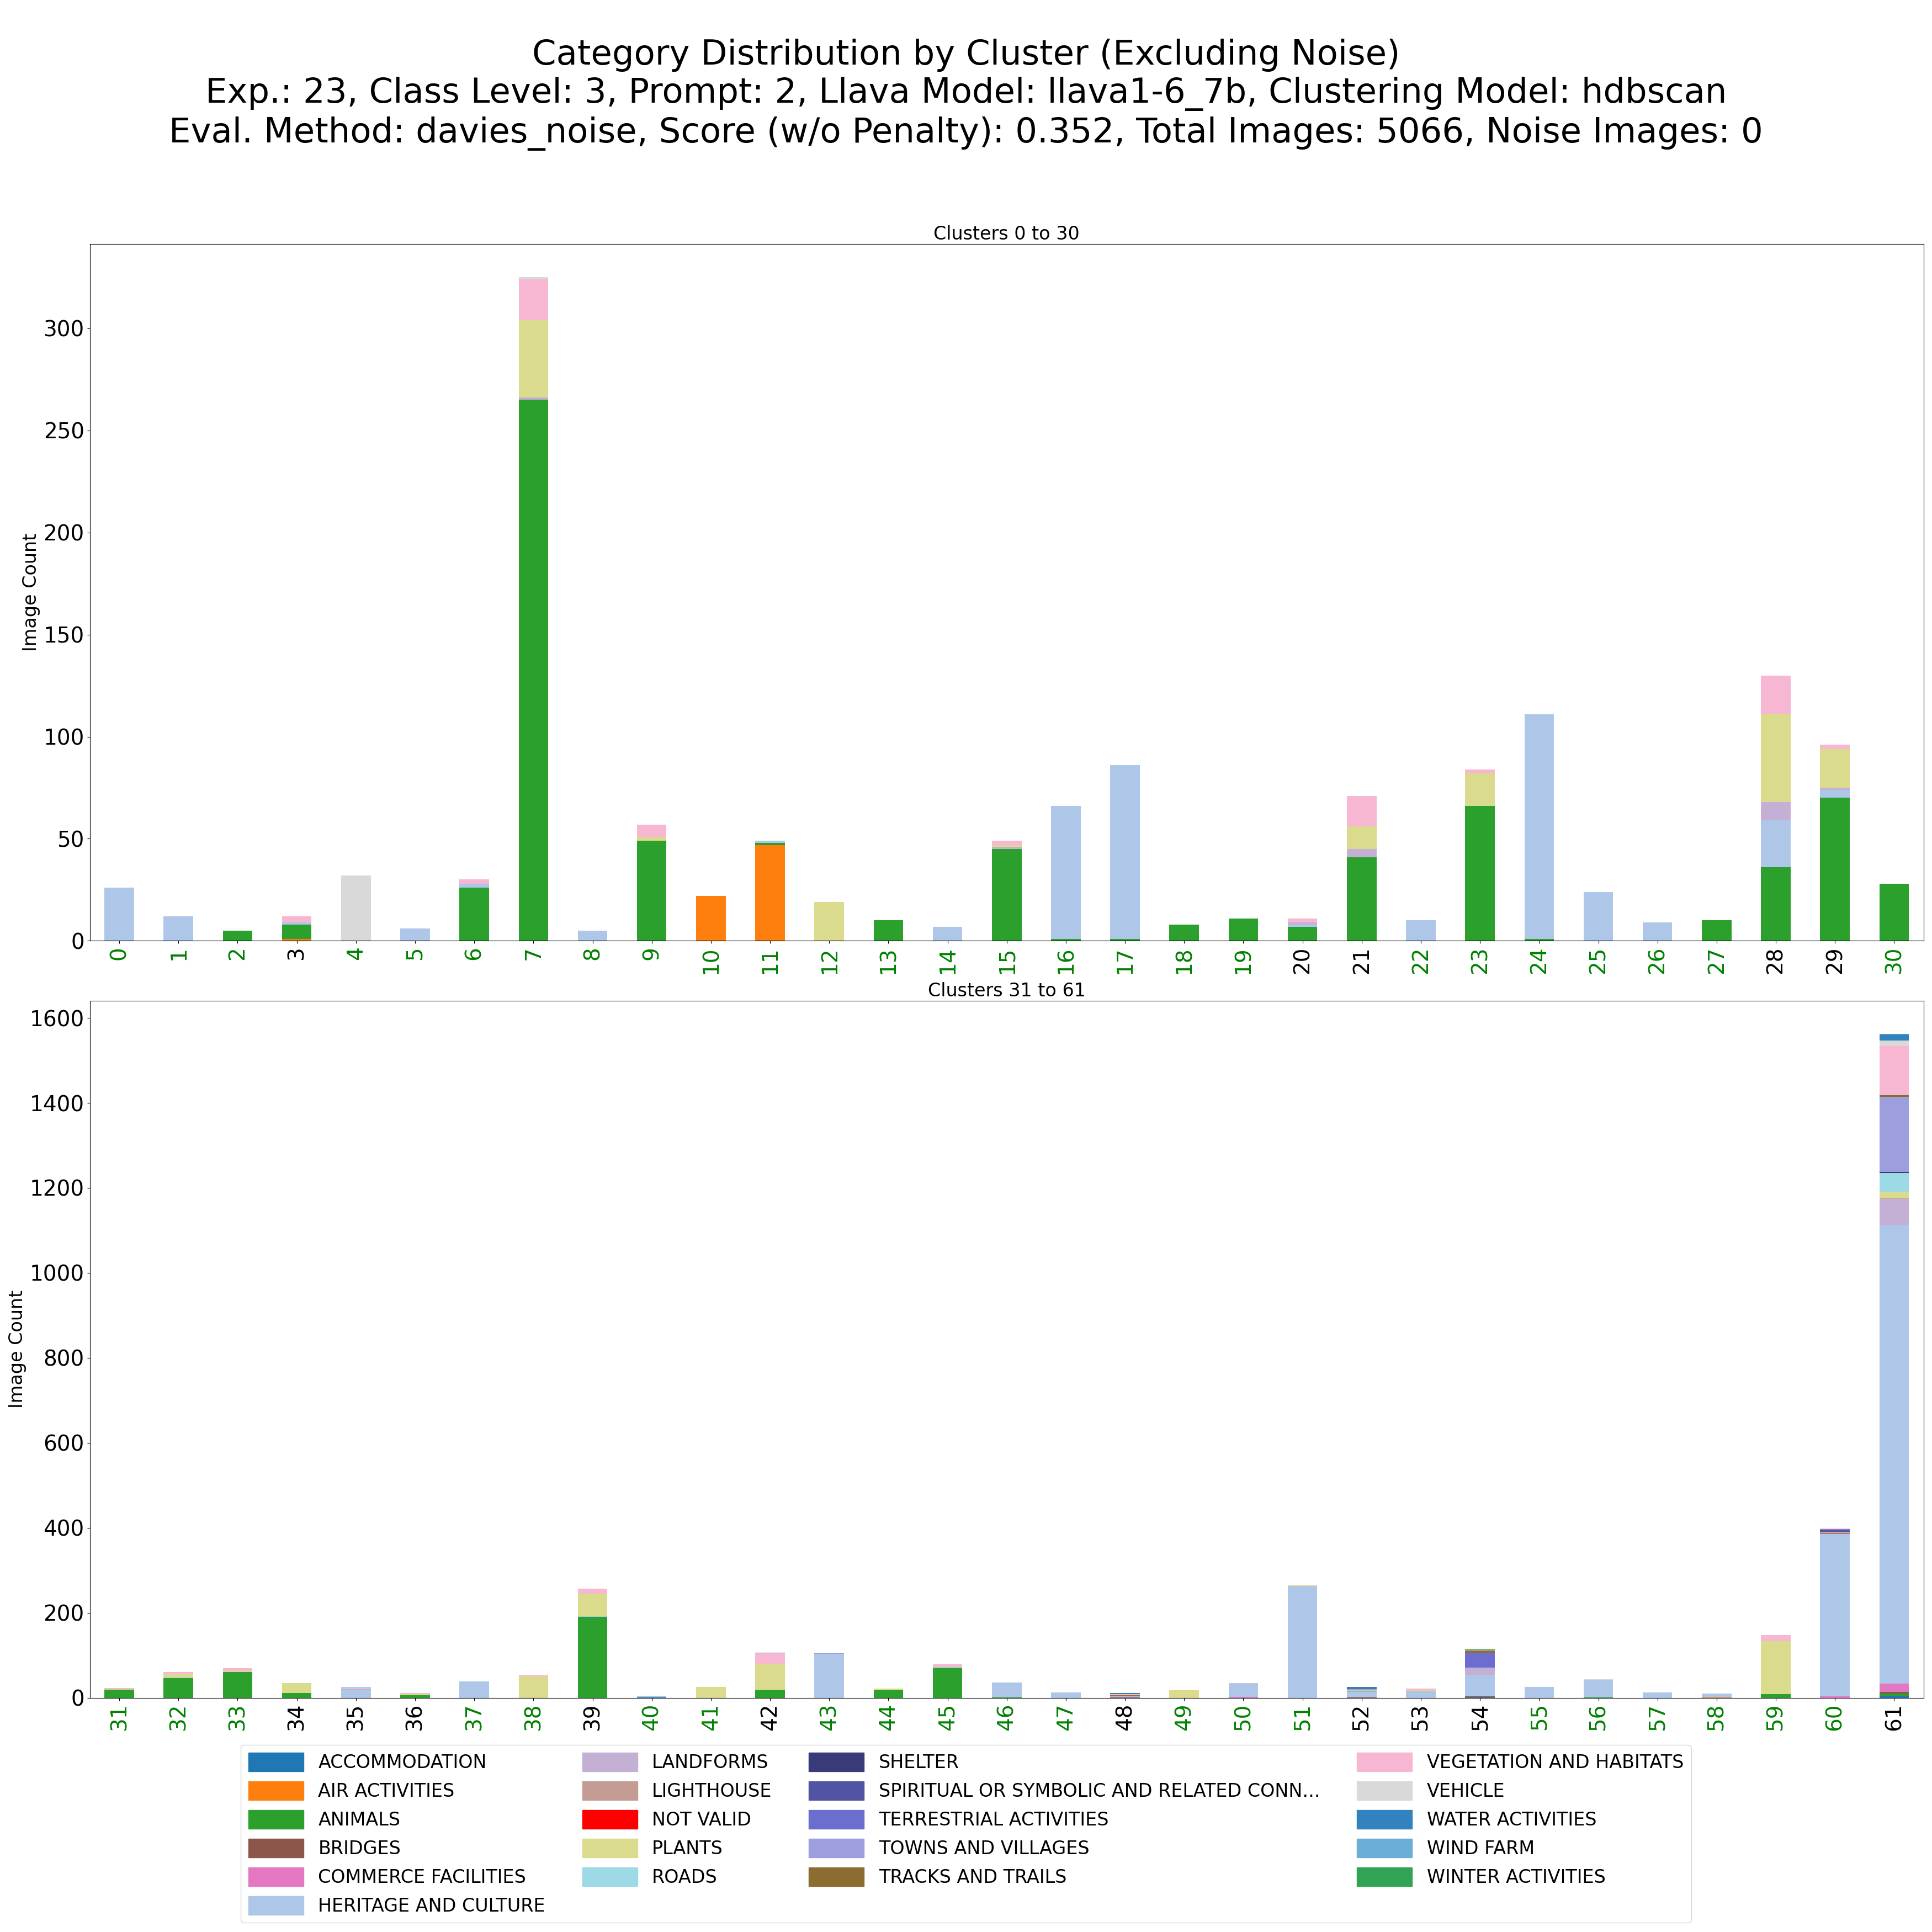 Category Distribution by Cluster (Excluding Noise)
Exp.: 23, Class Level: 3, Prompt: 2, Llava Model: llava1-6_7b, Clustering Model: hdbscan
Eval. Method: davies_noise, Score (w/o Penalty): 0.352, Total Images: 5066, Noise Images: 0
Clusters 0 to 30
Image Count
300
250
200
150
100
50
0
0 1 2 3 4 5 6 7 8 9 10 11 12 13 14 15 16 17 18 19 20 21 22 23 24 25 26 27 28 29 30
Clusters 31 to 61
Image Count
1600
1400
1200
1000
800
600
400
200
0
31 32 33 34 35 36 37 38 39 40 41 42 43 44 45 46 47 48 49 50 51 52 53 54 55 56 57 58 59 60 61
ACCOMMODATION
AIR ACTIVITIES
ANIMALS
BRIDGES
COMMERCE FACILITIES
HERITAGE AND CULTURE
LANDFORMS
LIGHTHOUSE
NOT VALID
PLANTS
ROADS
SHELTER
SPIRITUAL OR SYMBOLIC AND RELATED CONN...
TERRESTRIAL ACTIVITIES
TOWNS AND VILLAGES
TRACKS AND TRAILS
VEGETATION AND HABITATS
VEHICLE
WATER ACTIVITIES
WIND FARM
WINTER ACTIVITIES